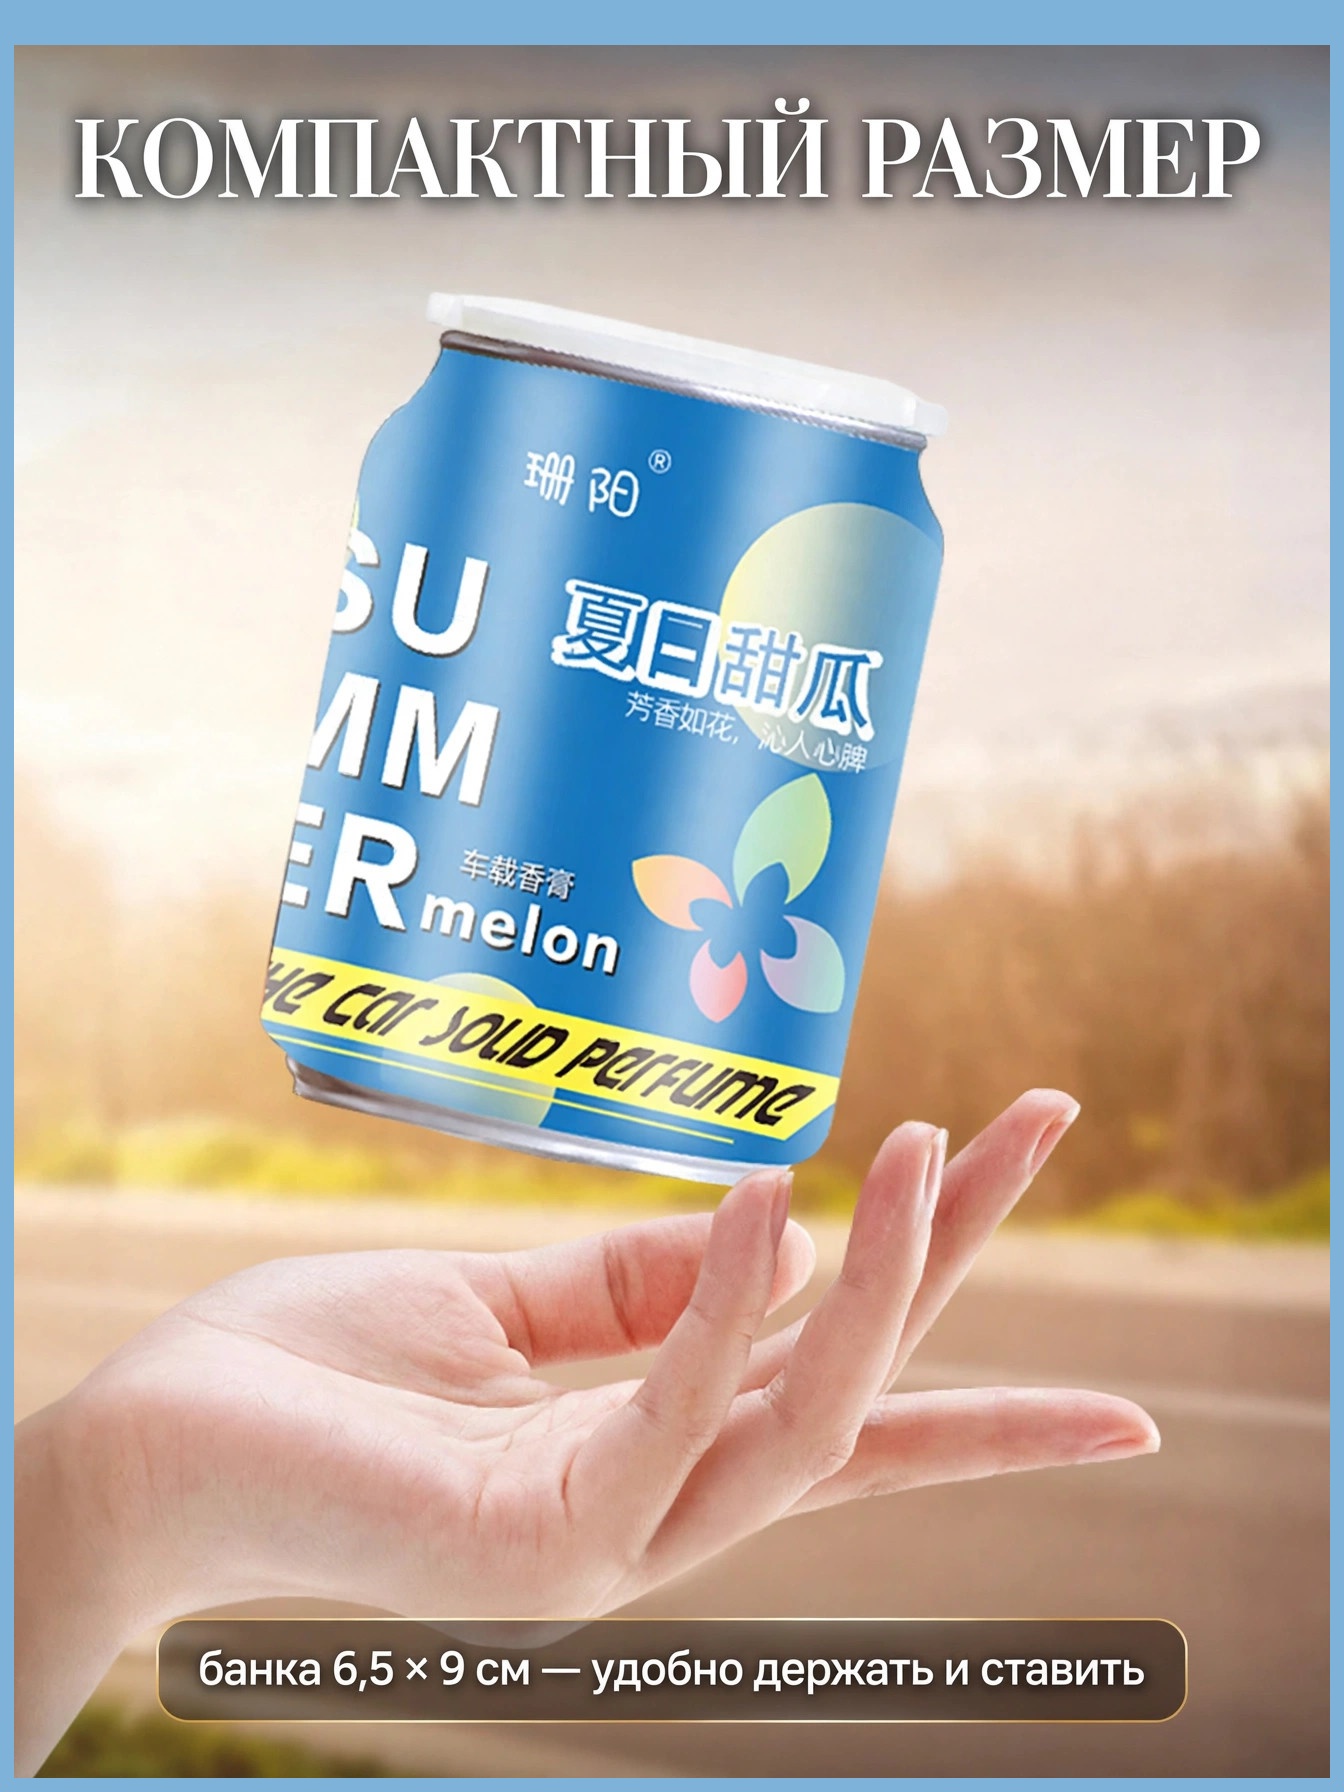 КОМПАКТНЫЙ РАЗМЕР
珊阳®
SU
MM
ER
夏日甜瓜
芳香如花，沁人心脾
车载香膏
melon
car solid perfume
банка 6,5 × 9 см — удобно держать и ставить